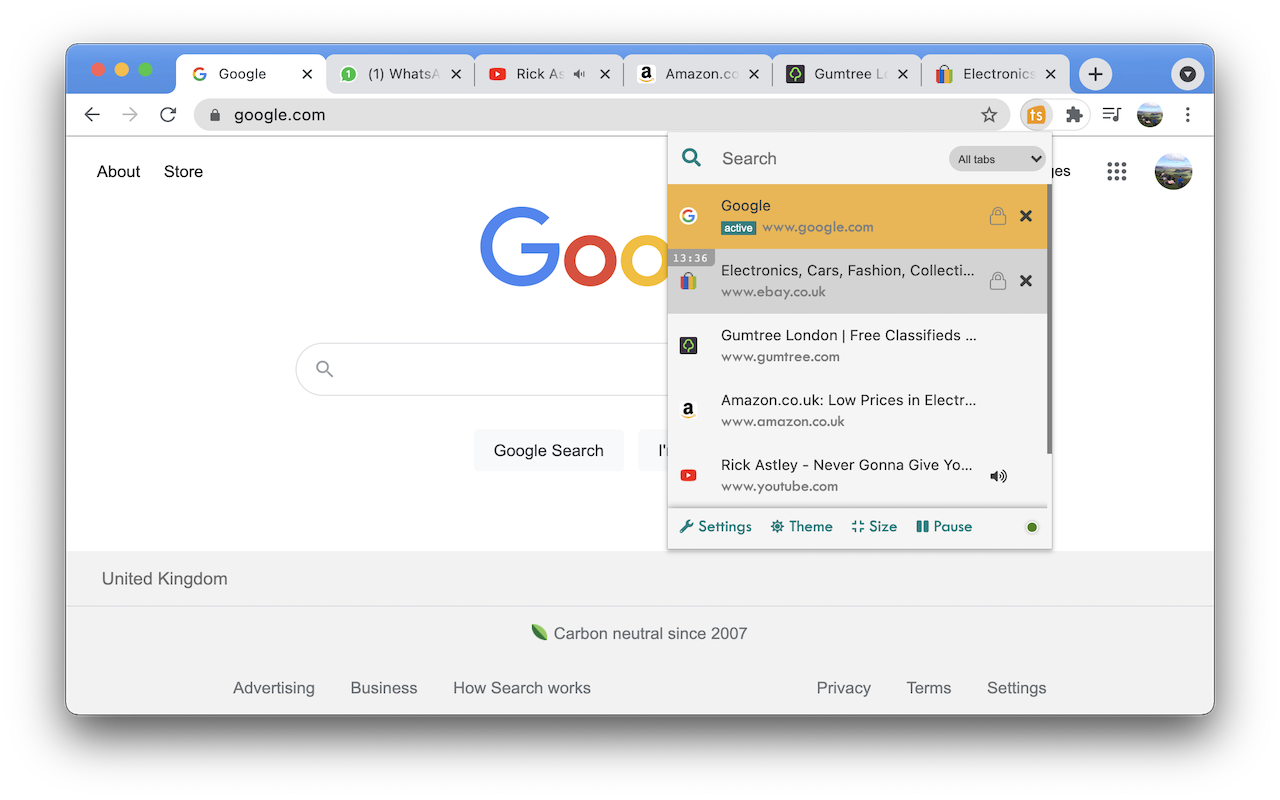 Google
(1) WhatsA
Rick As
Amazon.co
Gumtree Lo
Electronics
google.com
ts
About Store
Search
All tabs
ges
Goo
Google
active www.google.com
13:36
Electronics, Cars, Fashion, Collecti...
www.ebay.co.uk
Gumtree London | Free Classifieds ...
www.gumtree.com
Amazon.co.uk: Low Prices in Electr...
www.amazon.co.uk
Google Search
I'
Rick Astley - Never Gonna Give Yo...
www.youtube.com
Settings Theme Size Pause
United Kingdom
Carbon neutral since 2007
Advertising Business How Search works Privacy Terms Settings